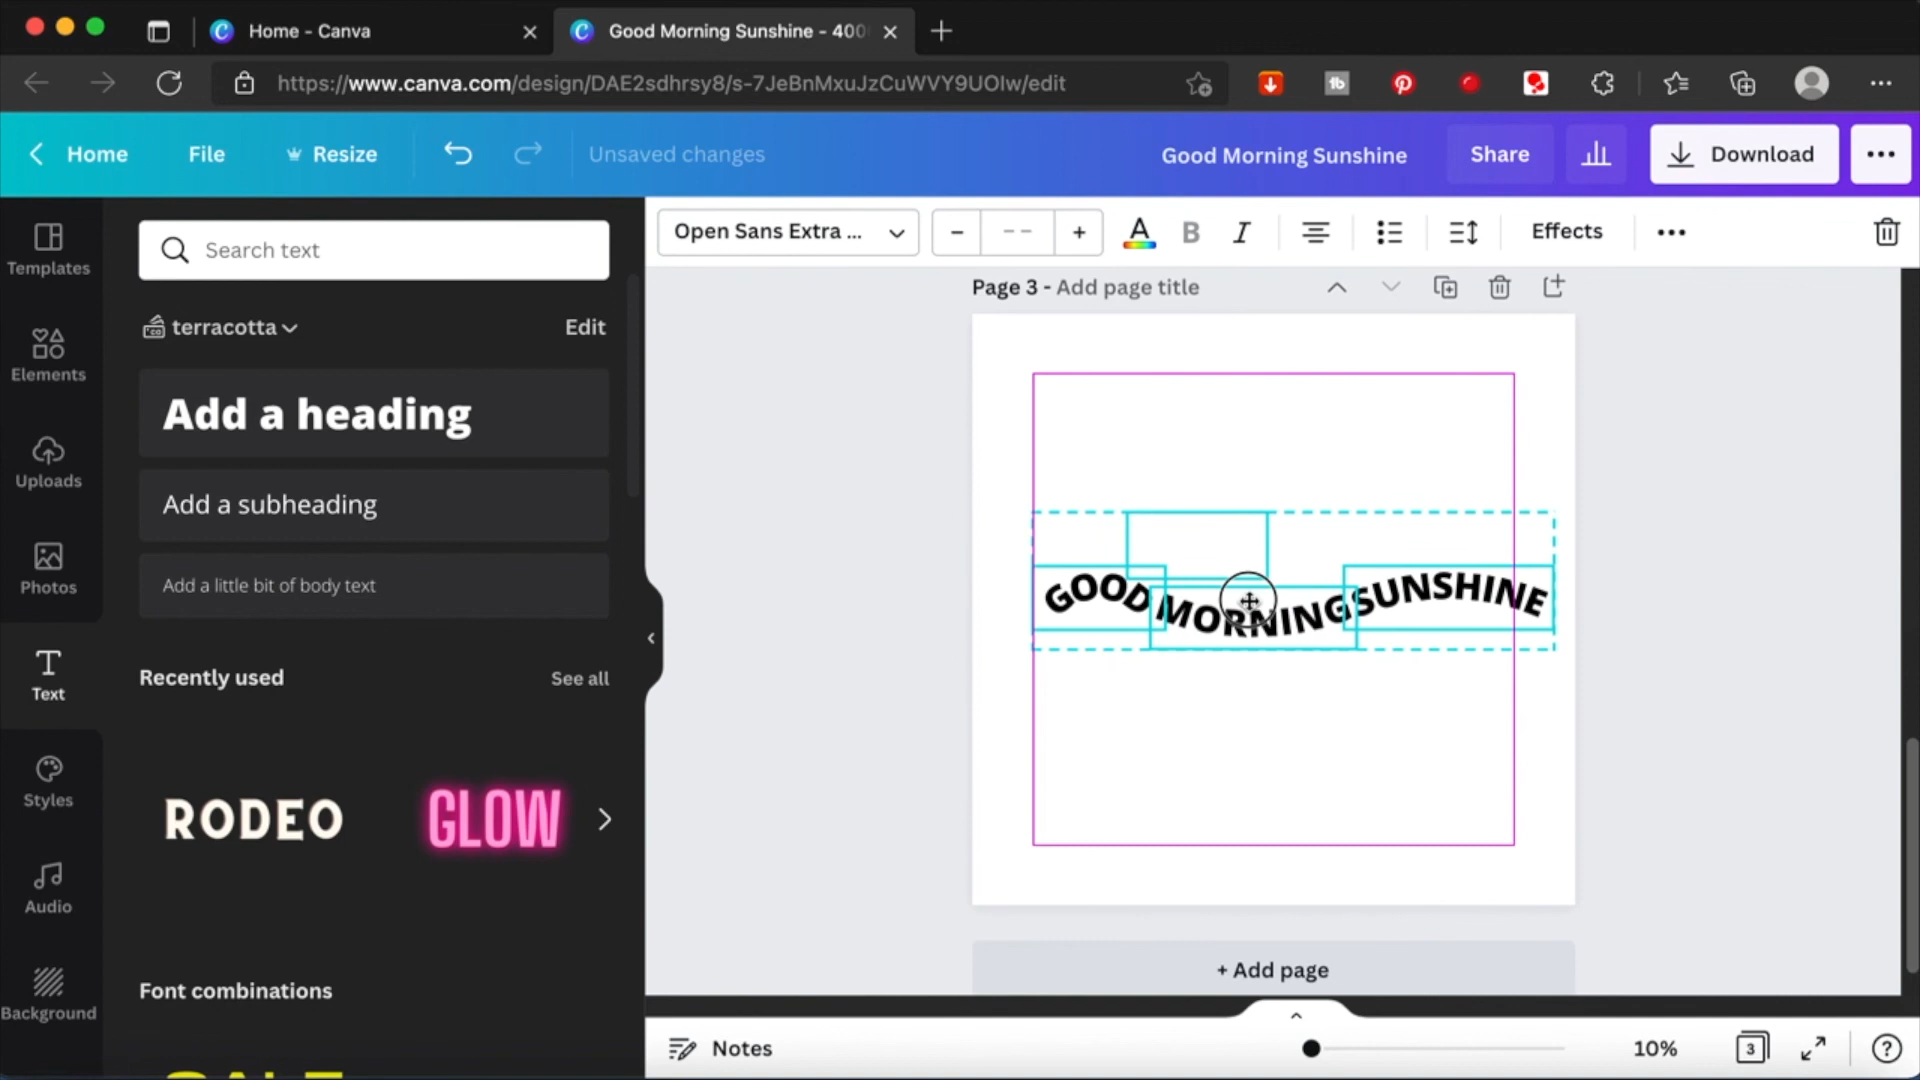 Home - Canva
Good Morning Sunshine - 400
https://www.canva.com/design/DAE2sdhrsy8/s-7JeBnMxuJzCuWVY9UOIw/edit
Home
File
Resize
Unsaved changes
Good Morning Sunshine
Share
Download
Templates
Elements
Uploads
Photos
Text
Styles
Audio
Background
Search text
terracotta
Edit
Add a heading
Add a subheading
Add a little bit of body text
Recently used
See all
RODEO
GLOW
Font combinations
SALE
Open Sans Extra ...
- -- +
A B I
Effects
Page 3 - Add page title
GOOD MORNING SUNSHINE
+ Add page
Notes
10%
3
?